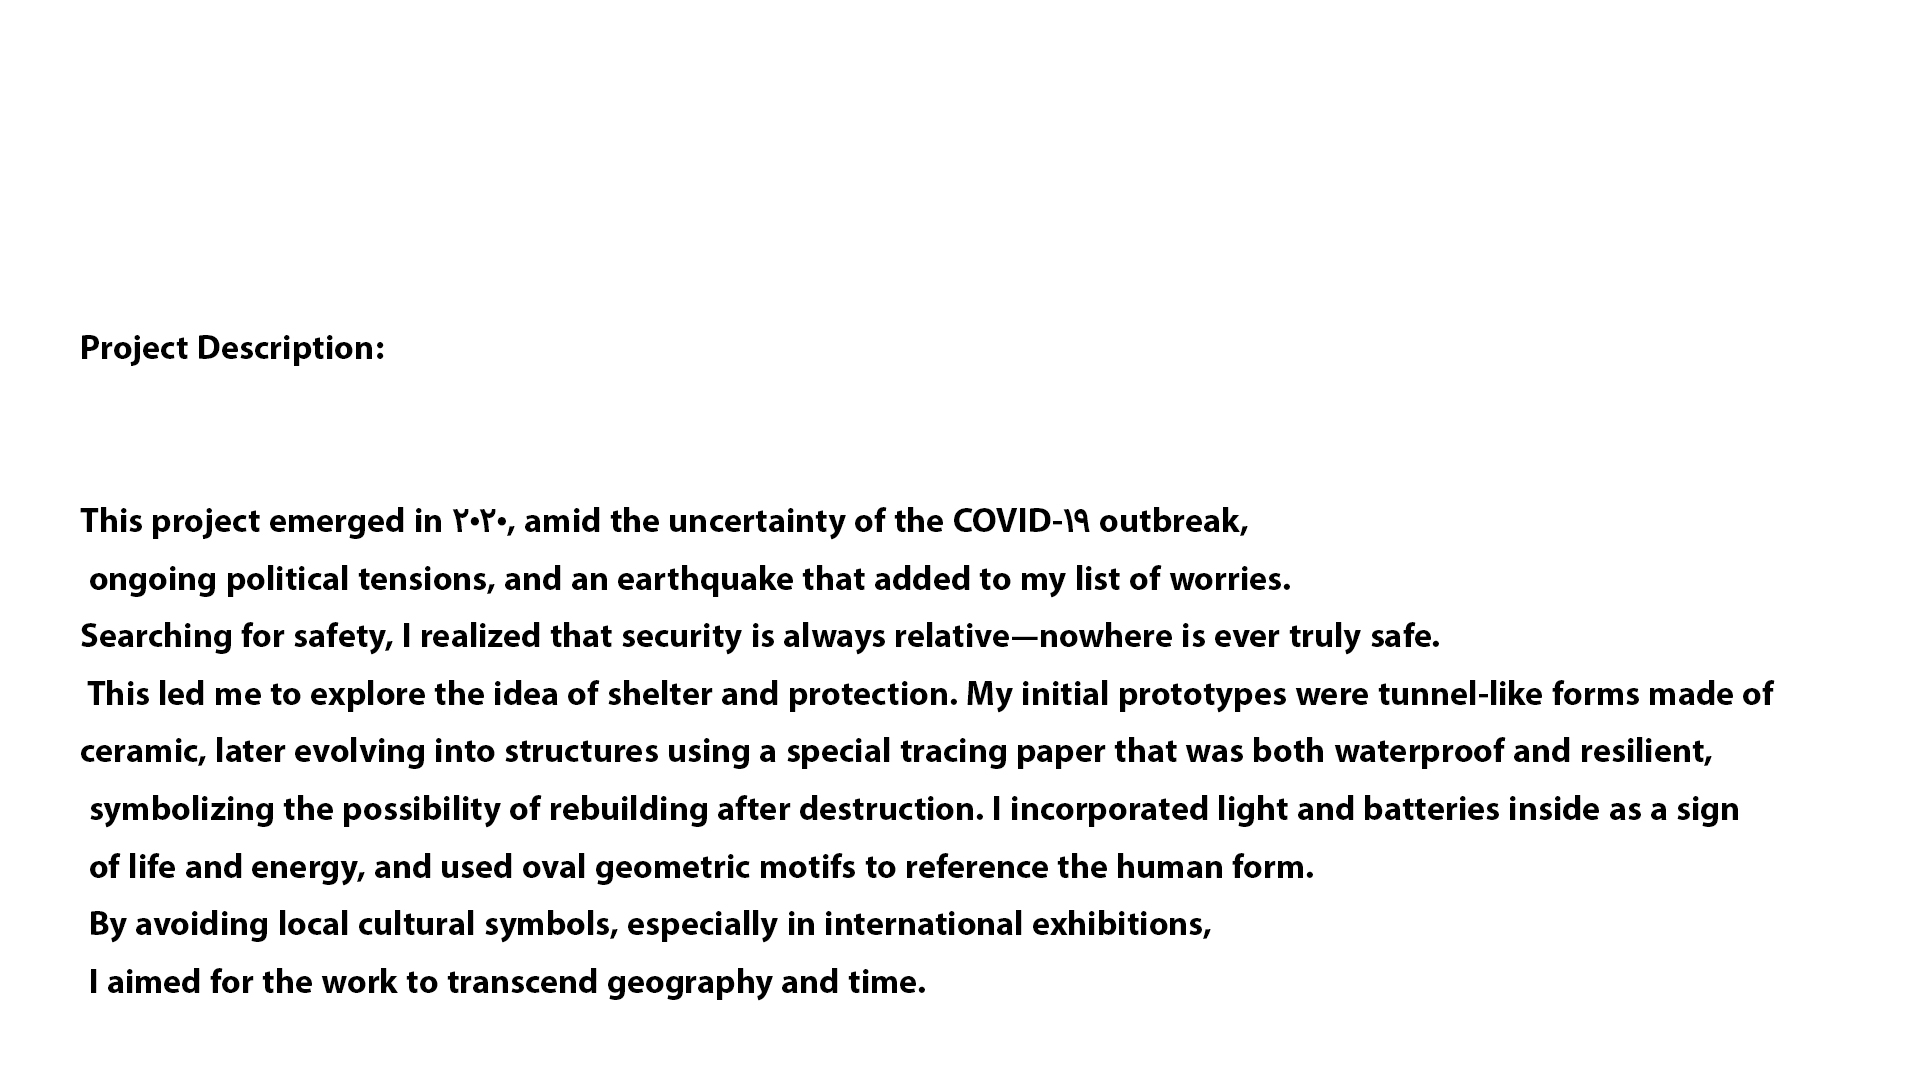 Project Description:
This project emerged in ۲۰۲۰, amid the uncertainty of the COVID-۱۹ outbreak,
ongoing political tensions, and an earthquake that added to my list of worries.
Searching for safety, I realized that security is always relative—nowhere is ever truly safe.
This led me to explore the idea of shelter and protection. My initial prototypes were tunnel-like forms made of
ceramic, later evolving into structures using a special tracing paper that was both waterproof and resilient,
symbolizing the possibility of rebuilding after destruction. I incorporated light and batteries inside as a sign
of life and energy, and used oval geometric motifs to reference the human form.
By avoiding local cultural symbols, especially in international exhibitions,
I aimed for the work to transcend geography and time.